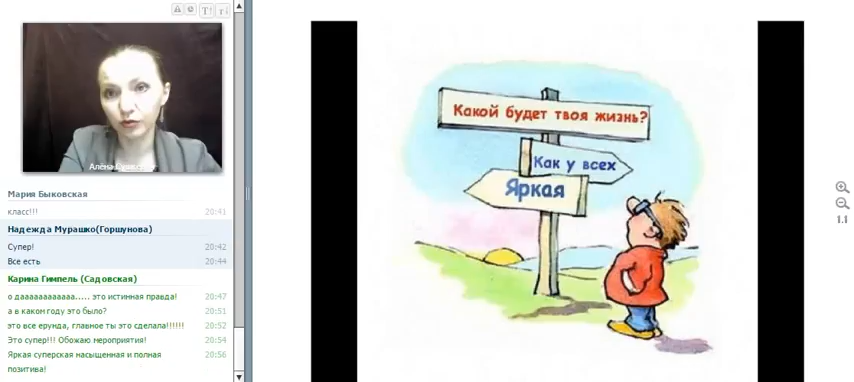 Алёна
Мария Быковская
класс!!! 20:41
Надежда Мурашко(Горшунова)
Супер! 20:42
Все есть 20:44
Карина Гимпель (Садовская)
о даааааааааааа..... это истинная правда! 20:47
а в каком году это было? 20:51
это все ерунда, главное ты это сделала!!!!!! 20:52
Это супер!!! Обожаю мероприятия! 20:54
Яркая суперская насыщенная и полная 20:56
позитива!
Какой будет твоя жизнь?
Как у всех
Яркая
1.1